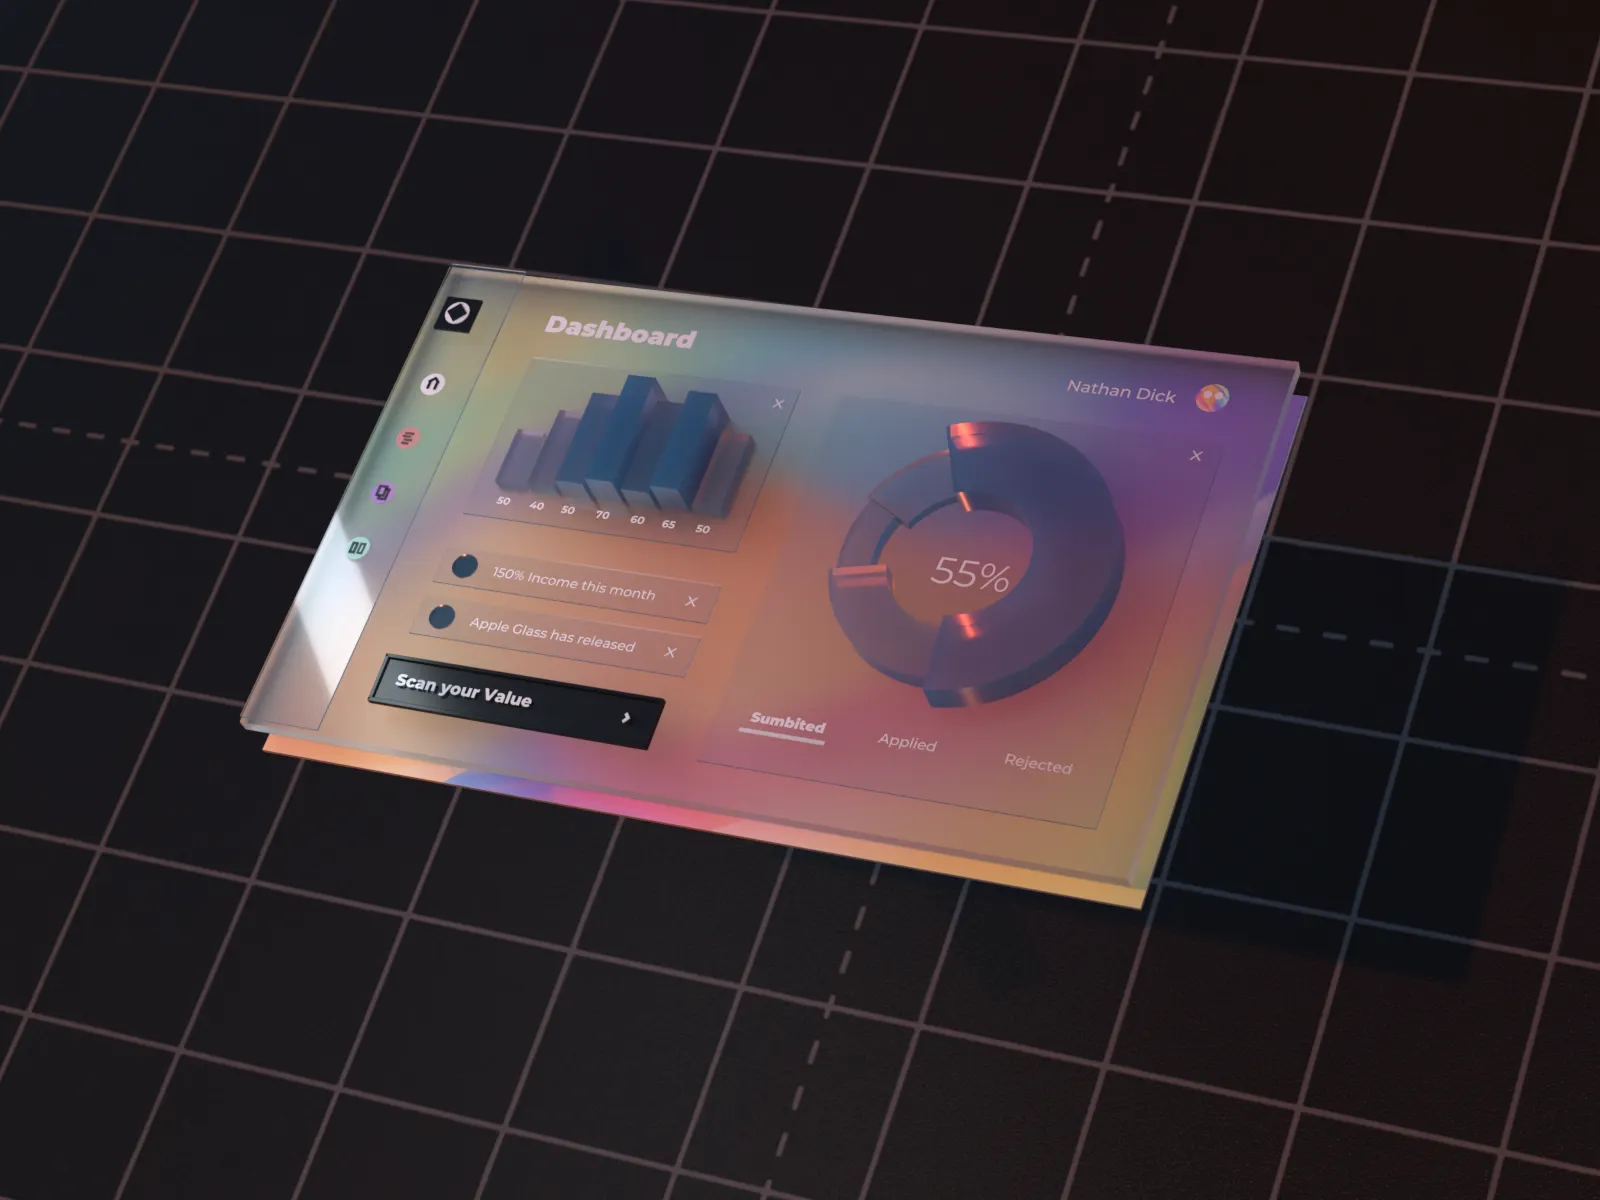 Dashboard
Nathan Dick
50 40 50 70 60 65 50
55%
150% Income this month
Apple Glass has released
Scan your Value
Sumbited
Applied
Rejected